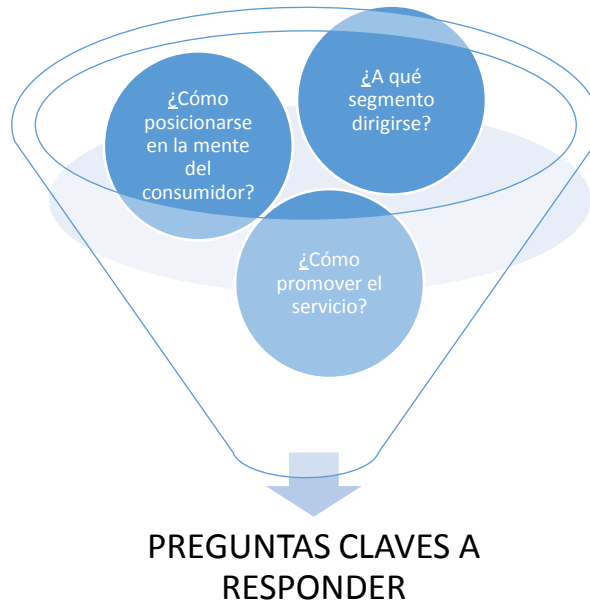 ¿Cómo
posicionarse
en la mente
del
consumidor?
¿A qué
segmento
dirigirse?
¿Cómo
promover el
servicio?
PREGUNTAS CLAVES A
RESPONDER